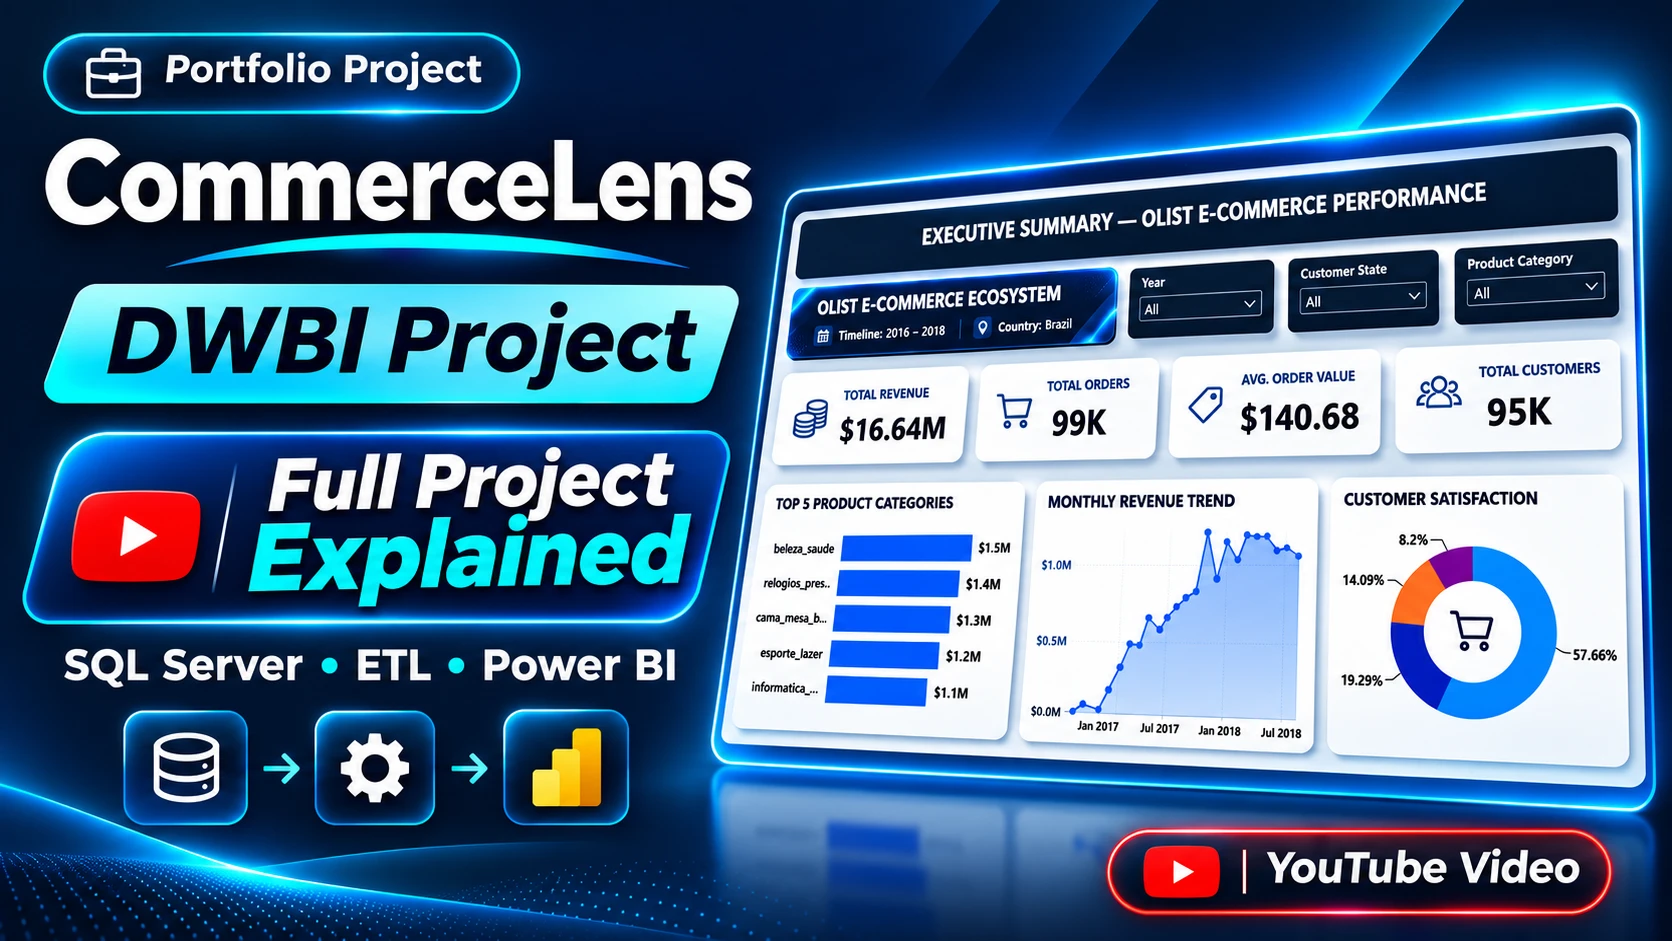 Portfolio Project
CommerceLens
DWBI Project
Full Project
Explained
SQL Server • ETL • Power BI
EXECUTIVE SUMMARY — OLIST E-COMMERCE PERFORMANCE
OLIST E-COMMERCE ECOSYSTEM
Timeline: 2016 – 2018 | Country: Brazil
Year
All
Customer State
All
Product Category
All
TOTAL REVENUE
$16.64M
TOTAL ORDERS
99K
AVG. ORDER VALUE
$140.68
TOTAL CUSTOMERS
95K
TOP 5 PRODUCT CATEGORIES
beleza_saude $1.5M
relogios_pres.. $1.4M
cama_mesa_b... $1.3M
esporte_lazer $1.2M
informatica_... $1.1M
MONTHLY REVENUE TREND
$1.0M
$0.5M
$0.0M
Jan 2017 Jul 2017 Jan 2018 Jul 2018
CUSTOMER SATISFACTION
8.2%
14.09%
57.66%
19.29%
| YouTube Video